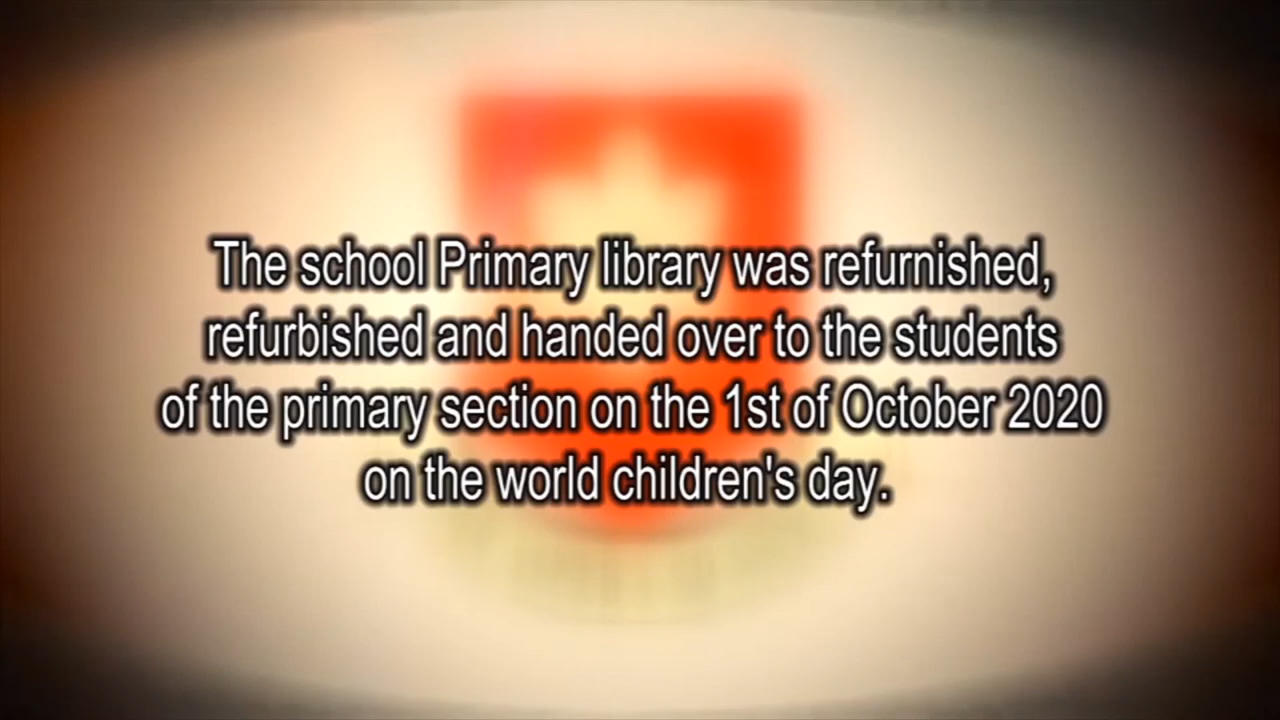 The school Primary library was refurnished,
refurbished and handed over to the students
of the primary section on the 1st of October 2020
on the world children's day.